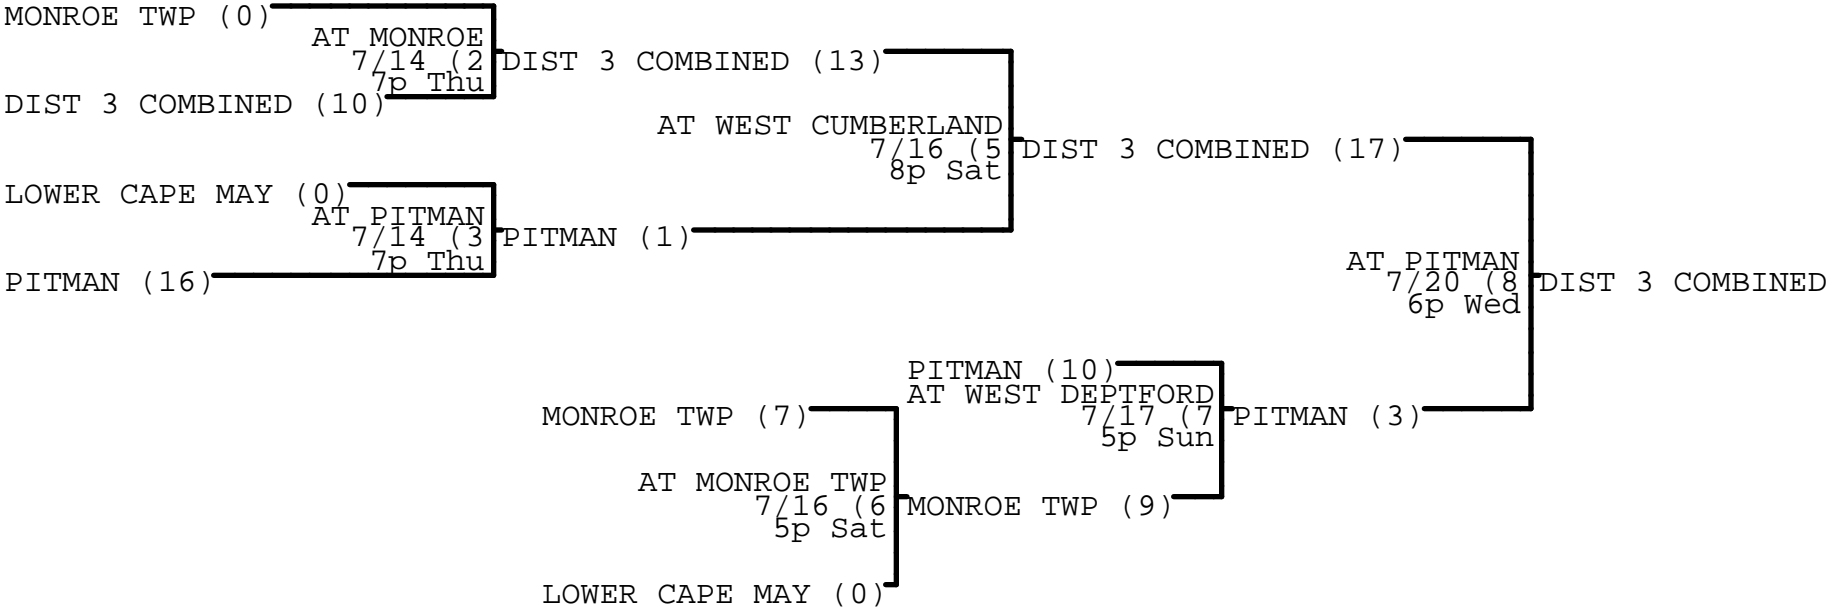 MONROE TWP (0)
AT MONROE
7/14 (2
7p Thu
DIST 3 COMBINED (13)
DIST 3 COMBINED (10)
AT WEST CUMBERLAND
7/16 (5
8p Sat
DIST 3 COMBINED (17)
LOWER CAPE MAY (0)
AT PITMAN
7/14 (3
7p Thu
PITMAN (1)
PITMAN (16)
AT PITMAN
7/20 (8
6p Wed
DIST 3 COMBINED
PITMAN (10)
AT WEST DEPTFORD
7/17 (7
5p Sun
PITMAN (3)
MONROE TWP (7)
AT MONROE TWP
7/16 (6
5p Sat
MONROE TWP (9)
LOWER CAPE MAY (0)